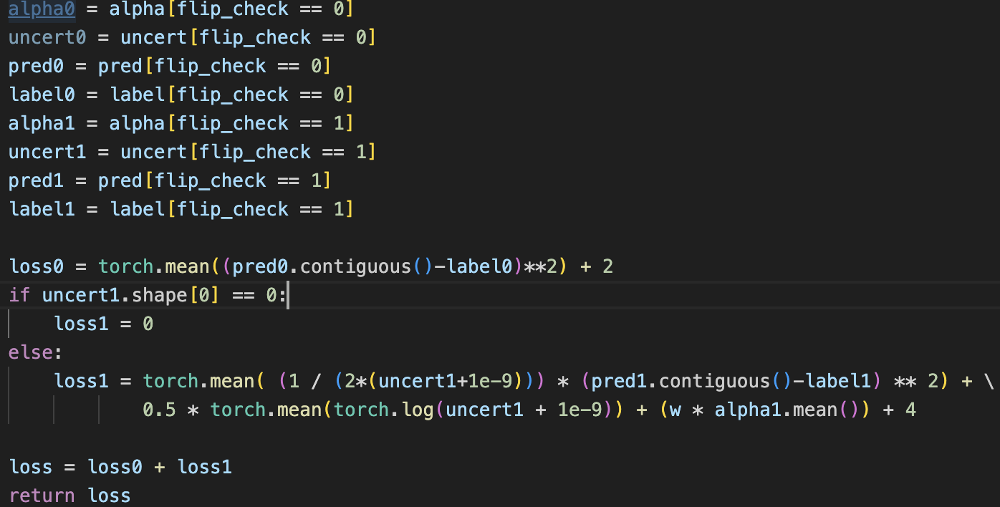 alpha0 = alpha[flip_check == 0]
uncert0 = uncert[flip_check == 0]
pred0 = pred[flip_check == 0]
label0 = label[flip_check == 0]
alpha1 = alpha[flip_check == 1]
uncert1 = uncert[flip_check == 1]
pred1 = pred[flip_check == 1]
label1 = label[flip_check == 1]

loss0 = torch.mean((pred0.contiguous()-label0)**2) + 2
if uncert1.shape[0] == 0:
    loss1 = 0
else:
    loss1 = torch.mean( (1 / (2*(uncert1+1e-9))) * (pred1.contiguous()-label1) ** 2) + \
            0.5 * torch.mean(torch.log(uncert1 + 1e-9)) + (w * alpha1.mean()) + 4

loss = loss0 + loss1
return loss